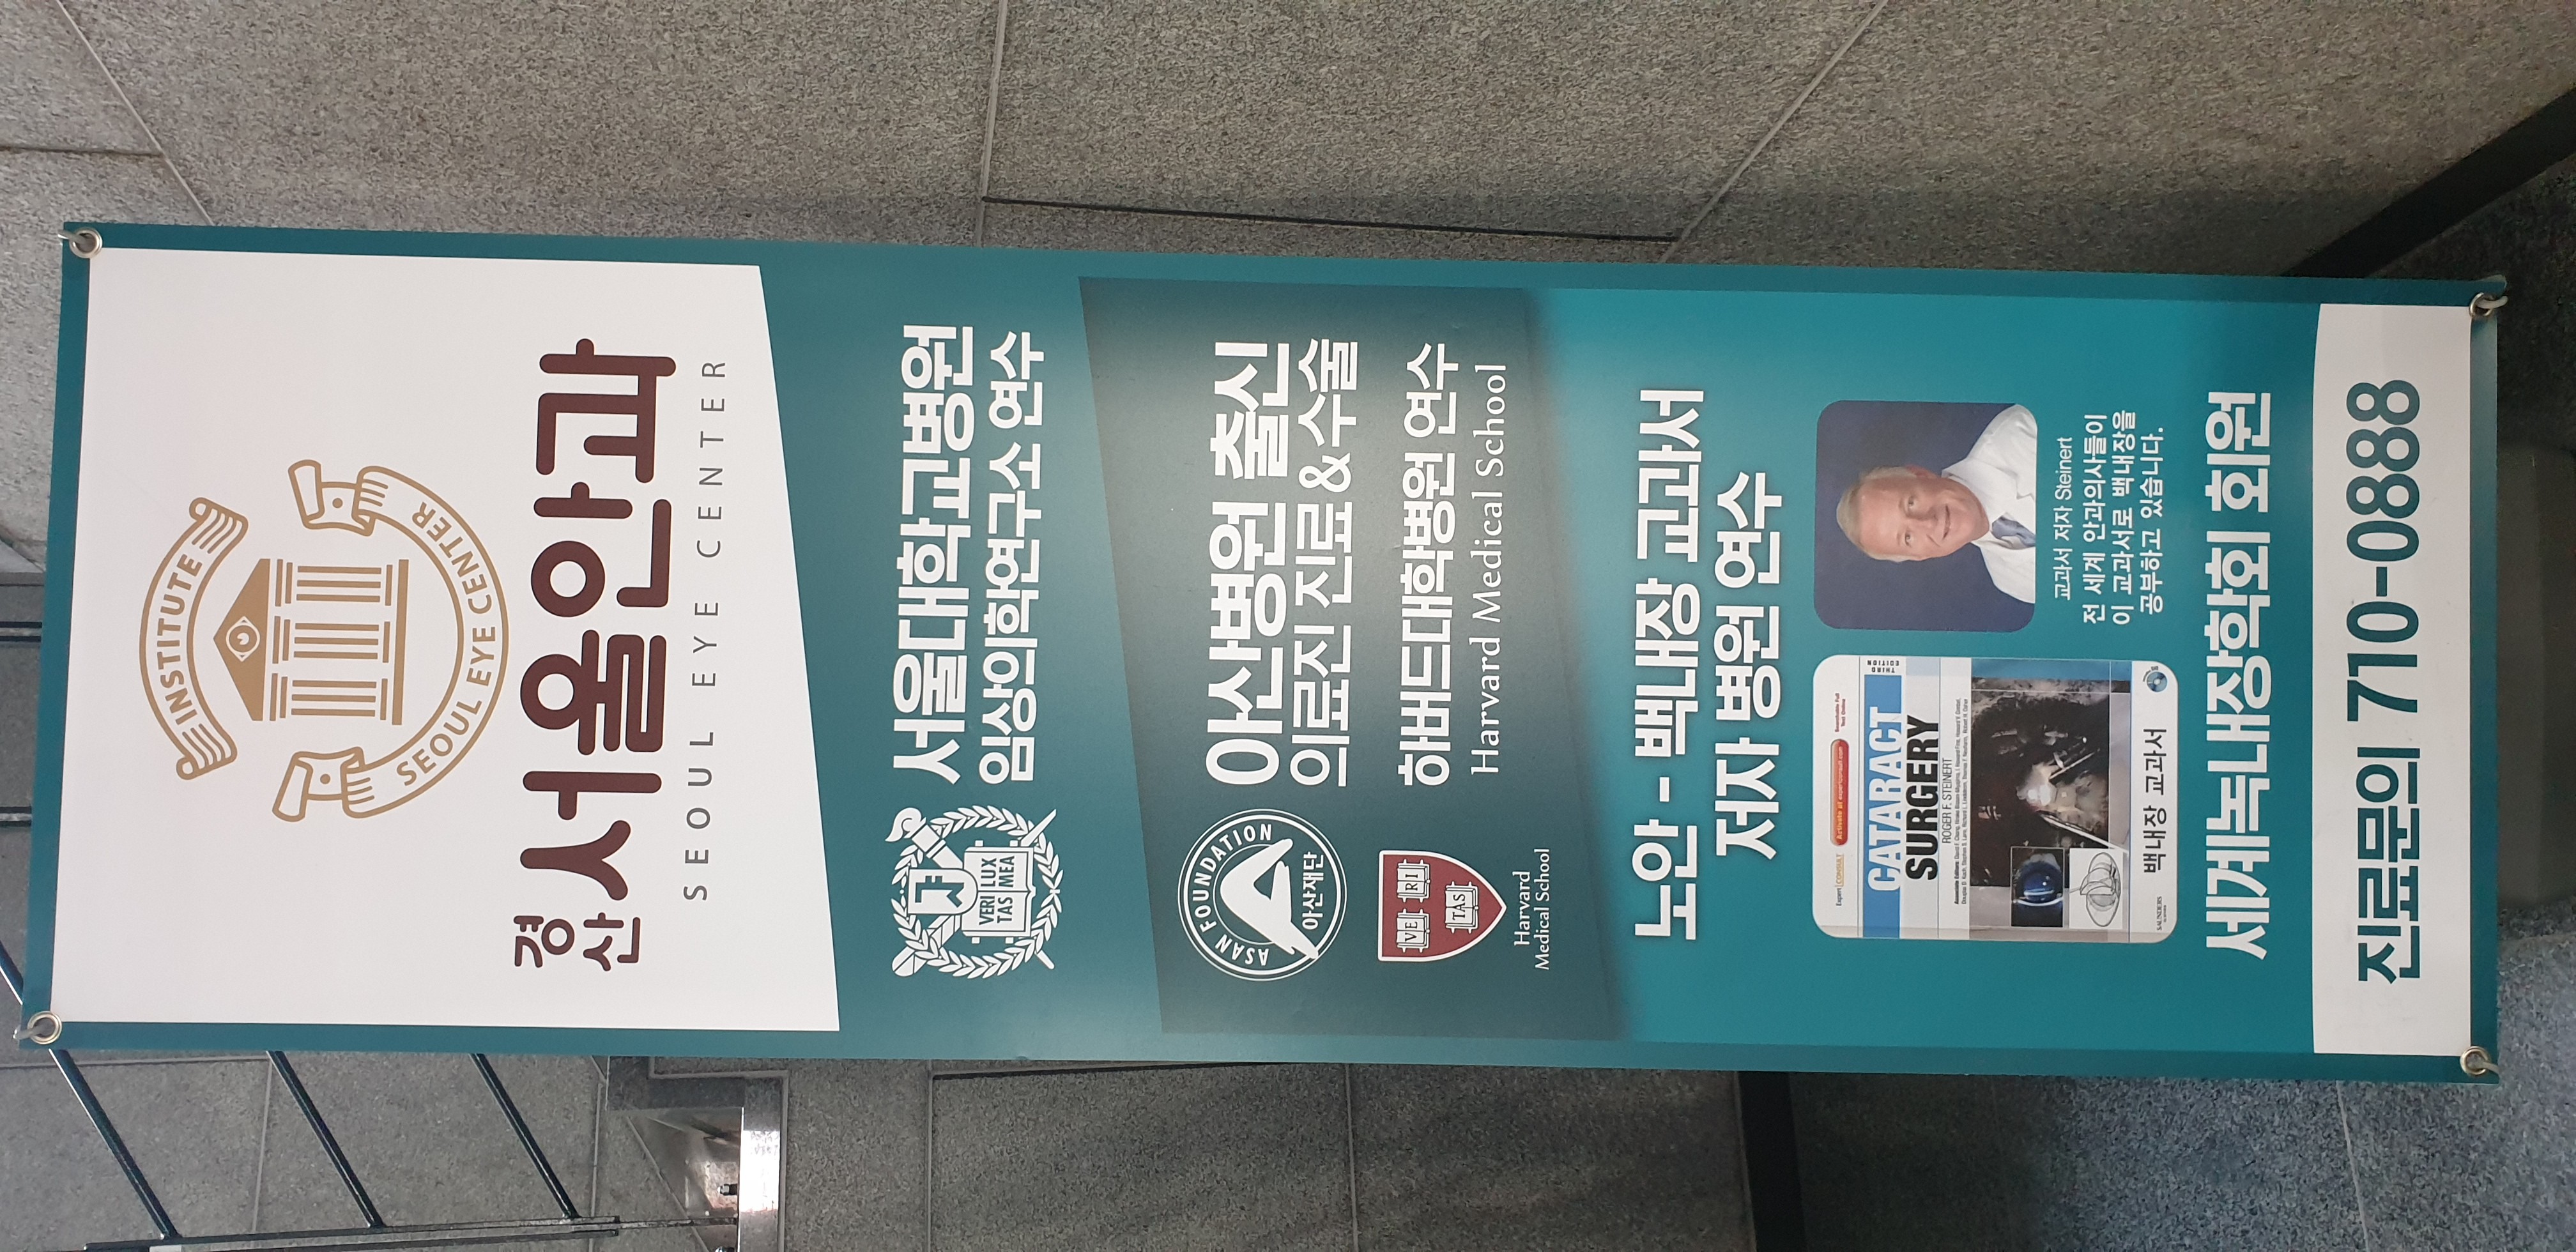 INSTITUTE
SEOUL EYE CENTER
경산 서울안과
SEOUL EYE CENTER
VERI LUX
TAS MEA
서울대학교병원
임상의학연구소 연수
ASAN FOUNDATION
아산재단
아산병원 출신
의료진 진료&수술
VE RI
TAS
Harvard
Medical School
하버드대학병원 연수
Harvard Medical School
노안 - 백내장 교과서
저자 병원 연수
Expert CONSULT
CATARACT
SURGERY
THIRD
EDITION
ROGER F. STEINERT
SAUNDERS
백내장 교과서
교과서 저자 Steinert
전 세계 안과의사들이
이 교과서로 백내장을
공부하고 있습니다.
세계녹내장학회 회원
진료문의 710-0888